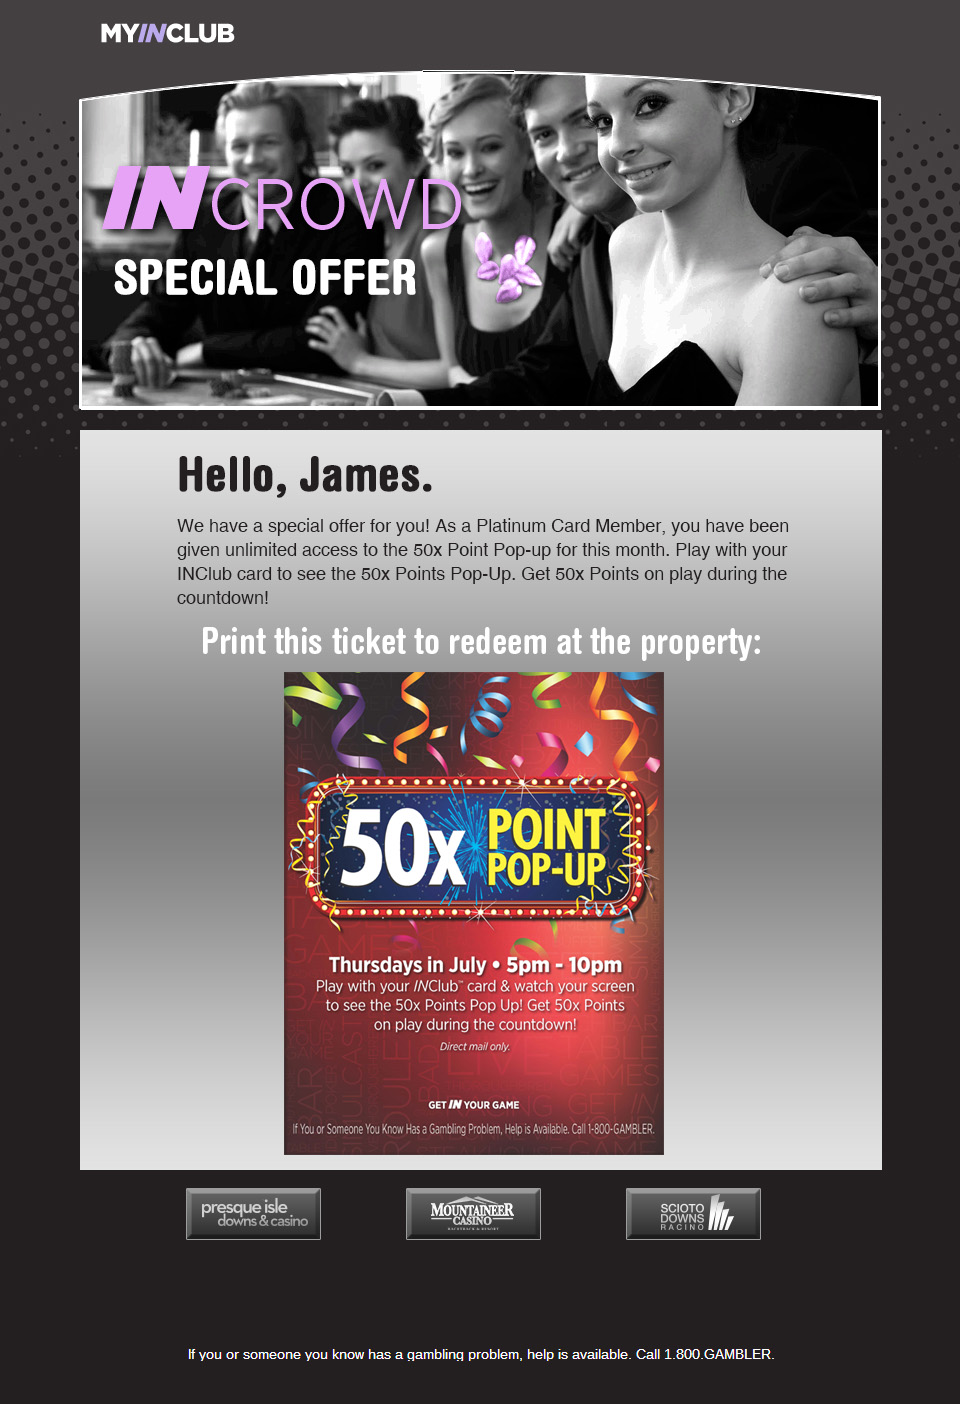 MYINCLUB
INCROWD
SPECIAL OFFER
Hello, James.
We have a special offer for you! As a Platinum Card Member, you have been
given unlimited access to the 50x Point Pop-up for this month. Play with your
INClub card to see the 50x Points Pop-Up. Get 50x Points on play during the
countdown!
Print this ticket to redeem at the property:
50x POINT
POP-UP
Thursdays in July • 5pm - 10pm
Play with your INClub™ card & watch your screen
to see the 50x Points Pop Up! Get 50x Points
on play during the countdown!
Direct mail only.
GET IN YOUR GAME
If You or Someone You Know Has a Gambling Problem, Help is Available. Call 1-800-GAMBLER.
presque isle
downs & casino
MOUNTAINEER
CASINO
RACETRACK & RESORT
SCIOTO
DOWNS
RACINO
If you or someone you know has a gambling problem, help is available. Call 1.800.GAMBLER.